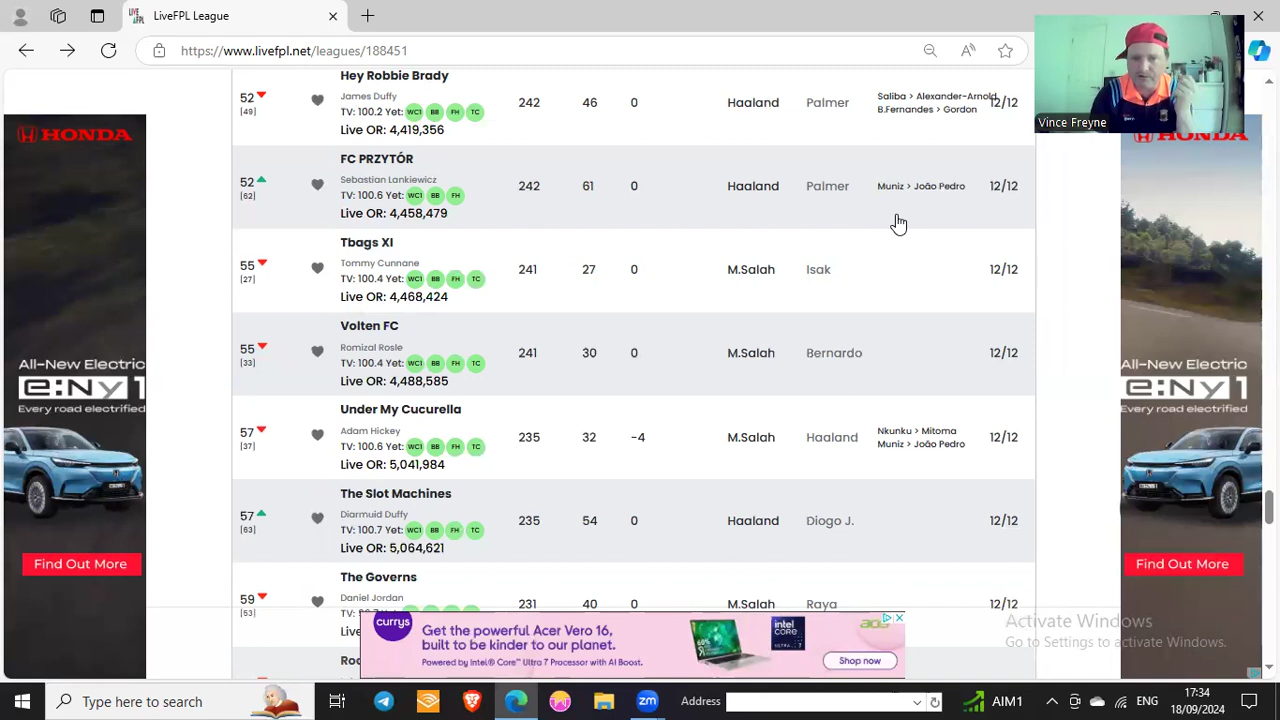 LiveFPL League
https://www.livefpl.net/leagues/188451
Vince Freyne
HONDA
All-New Electric
e:Ny1
Every road electrified
Find Out More
Hey Robbie Brady
52 [49] James Duffy 242 46 0 Haaland Palmer Saliba > Alexander-Arnold B.Fernandes > Gordon 12/12
TV: 100.2 Yet: WC1 BB FH
Live OR: 4,419,356
FC PRZYTÓR
52 [62] Sebastian Lankiewicz 242 61 0 Haaland Palmer Muniz > João Pedro 12/12
TV: 100.6 Yet: WC1 BB FH
Live OR: 4,458,479
Tbags XI
55 [27] Tommy Cunnane 241 27 0 M.Salah Isak 12/12
TV: 100.4 Yet: WC1 BB FH TC
Live OR: 4,468,424
Volten FC
55 [33] Romizal Rosle 241 30 0 M.Salah Bernardo 12/12
TV: 100.4 Yet: WC1 BB FH TC
Live OR: 4,488,585
Under My Cucurella
57 [37] Adam Hickey 235 32 -4 M.Salah Haaland Nkunku > Mitoma Muniz > João Pedro 12/12
TV: 100.6 Yet: WC1 BB FH TC
Live OR: 5,041,984
The Slot Machines
57 [63] Diarmuid Duffy 235 54 0 Haaland Diogo J. 12/12
TV: 100.7 Yet: WC1 BB FH TC
Live OR: 5,064,621
The Governs
59 [53] Daniel Jordan 231 40 0 M.Salah Raya 12/12
HONDA
All-New Electric
e:Ny1
Every road electrified
Find Out More
currys
Get the powerful Acer Vero 16,
built to be kinder to our planet.
Powered by Intel® Core™ Ultra 7 Processor with AI Boost.
intel
CORE
ULTRA 7
acer
Shop now
Activate Windows
Go to Settings to activate Windows.
Type here to search
Address
AIM1
ENG
17:34
18/09/2024